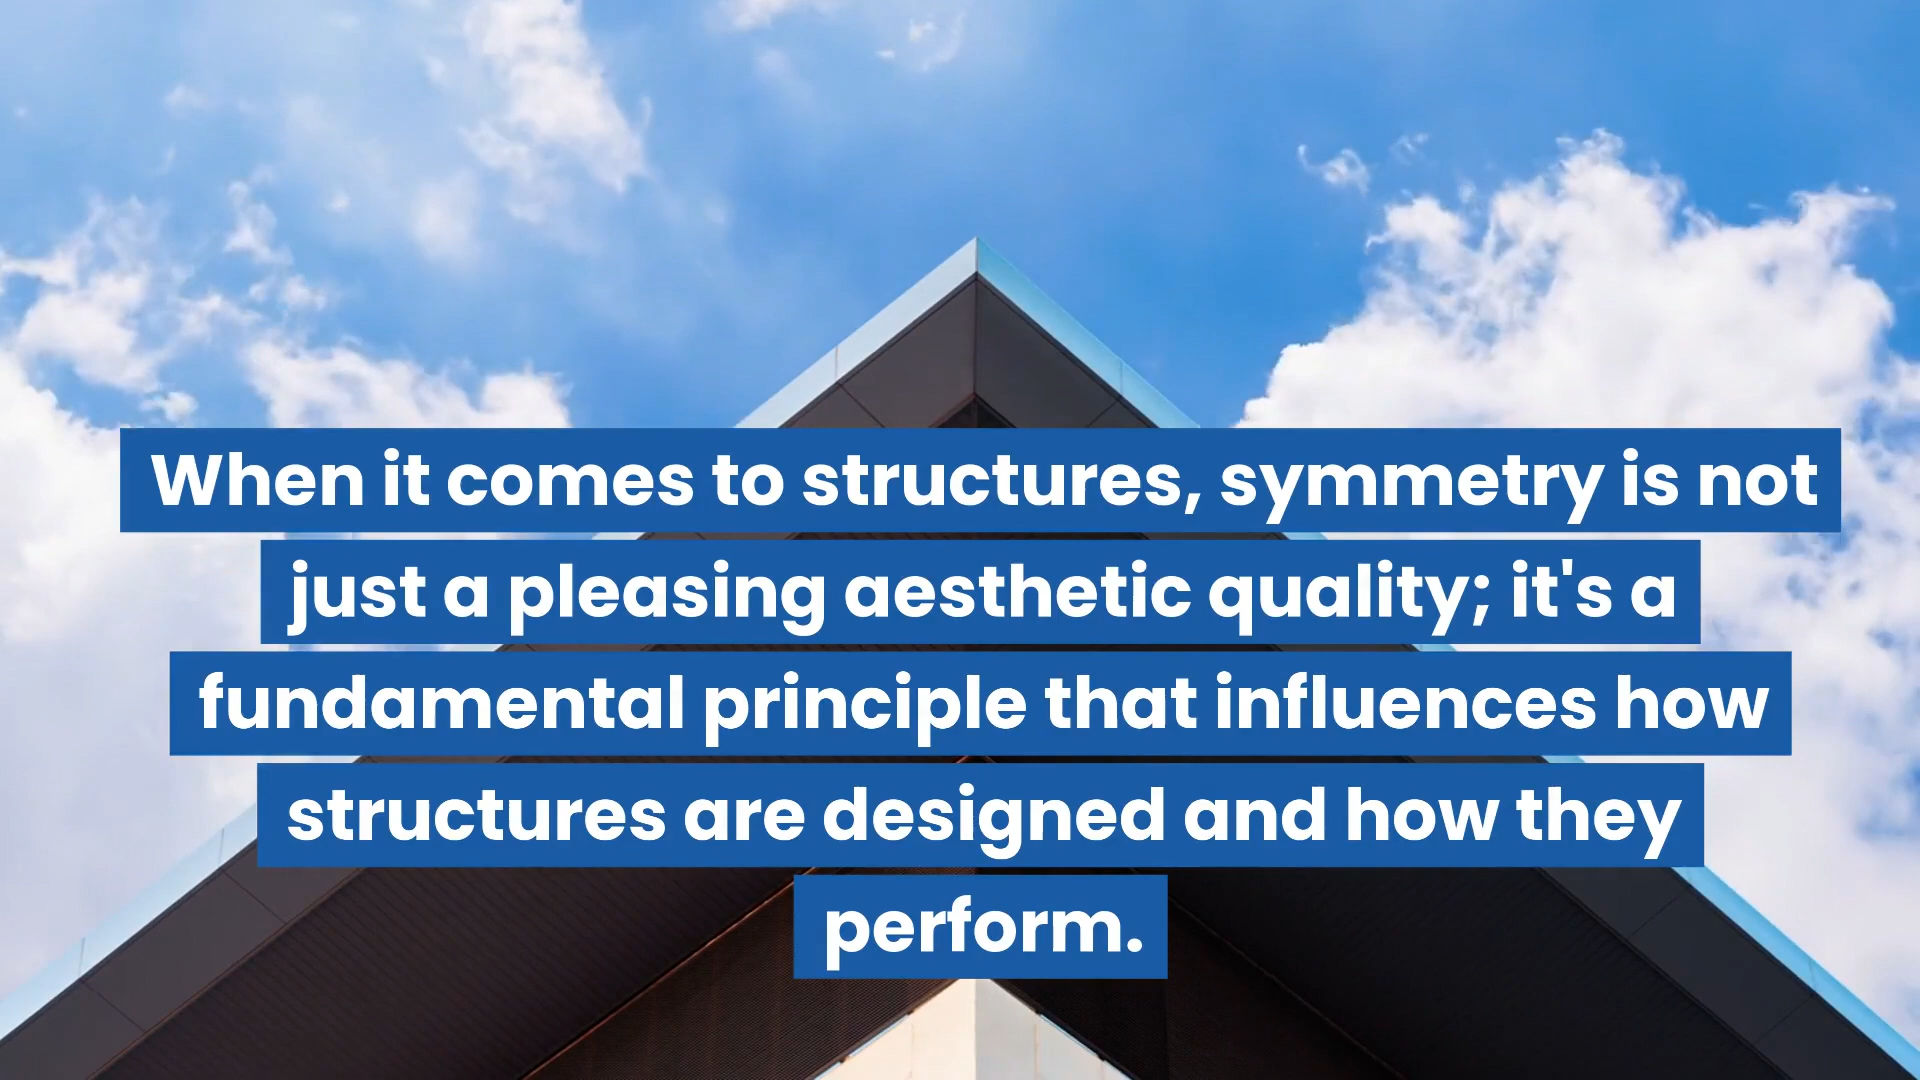 When it comes to structures, symmetry is not
just a pleasing aesthetic quality; it's a
fundamental principle that influences how
structures are designed and how they
perform.